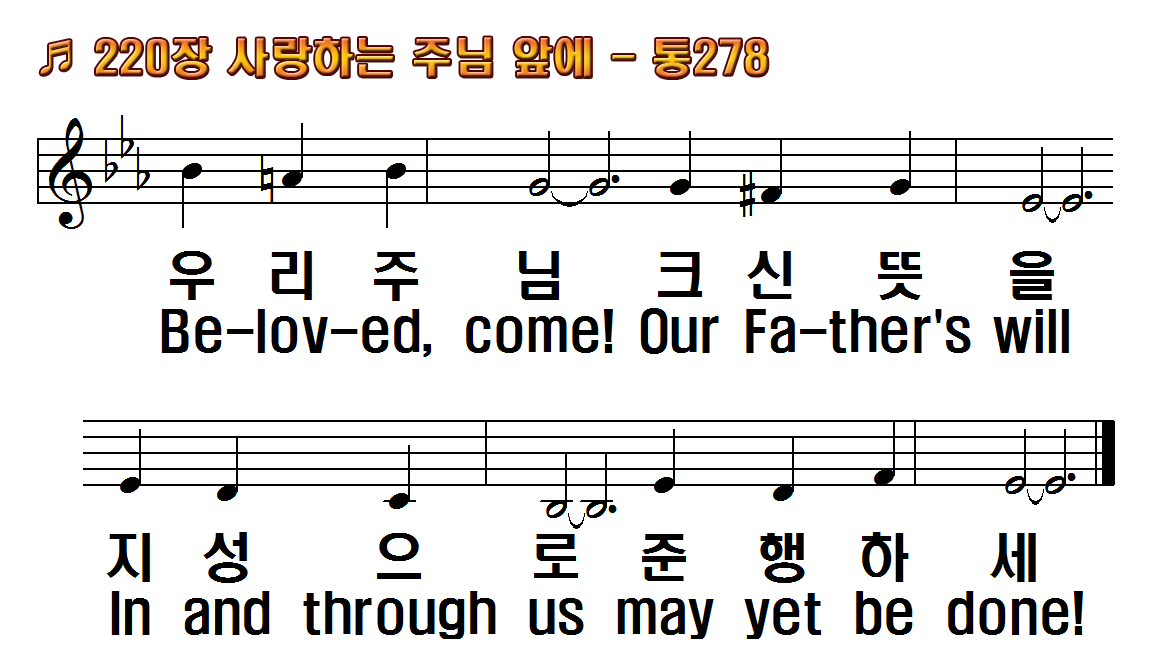 220장 사랑하는 주님 앞에 - 통278
우 리 주 님 크 신 뜻 을
Be-lov-ed, come! Our Fa-ther's will
지 성 으 로 준 행 하 세
In and through us may yet be done!